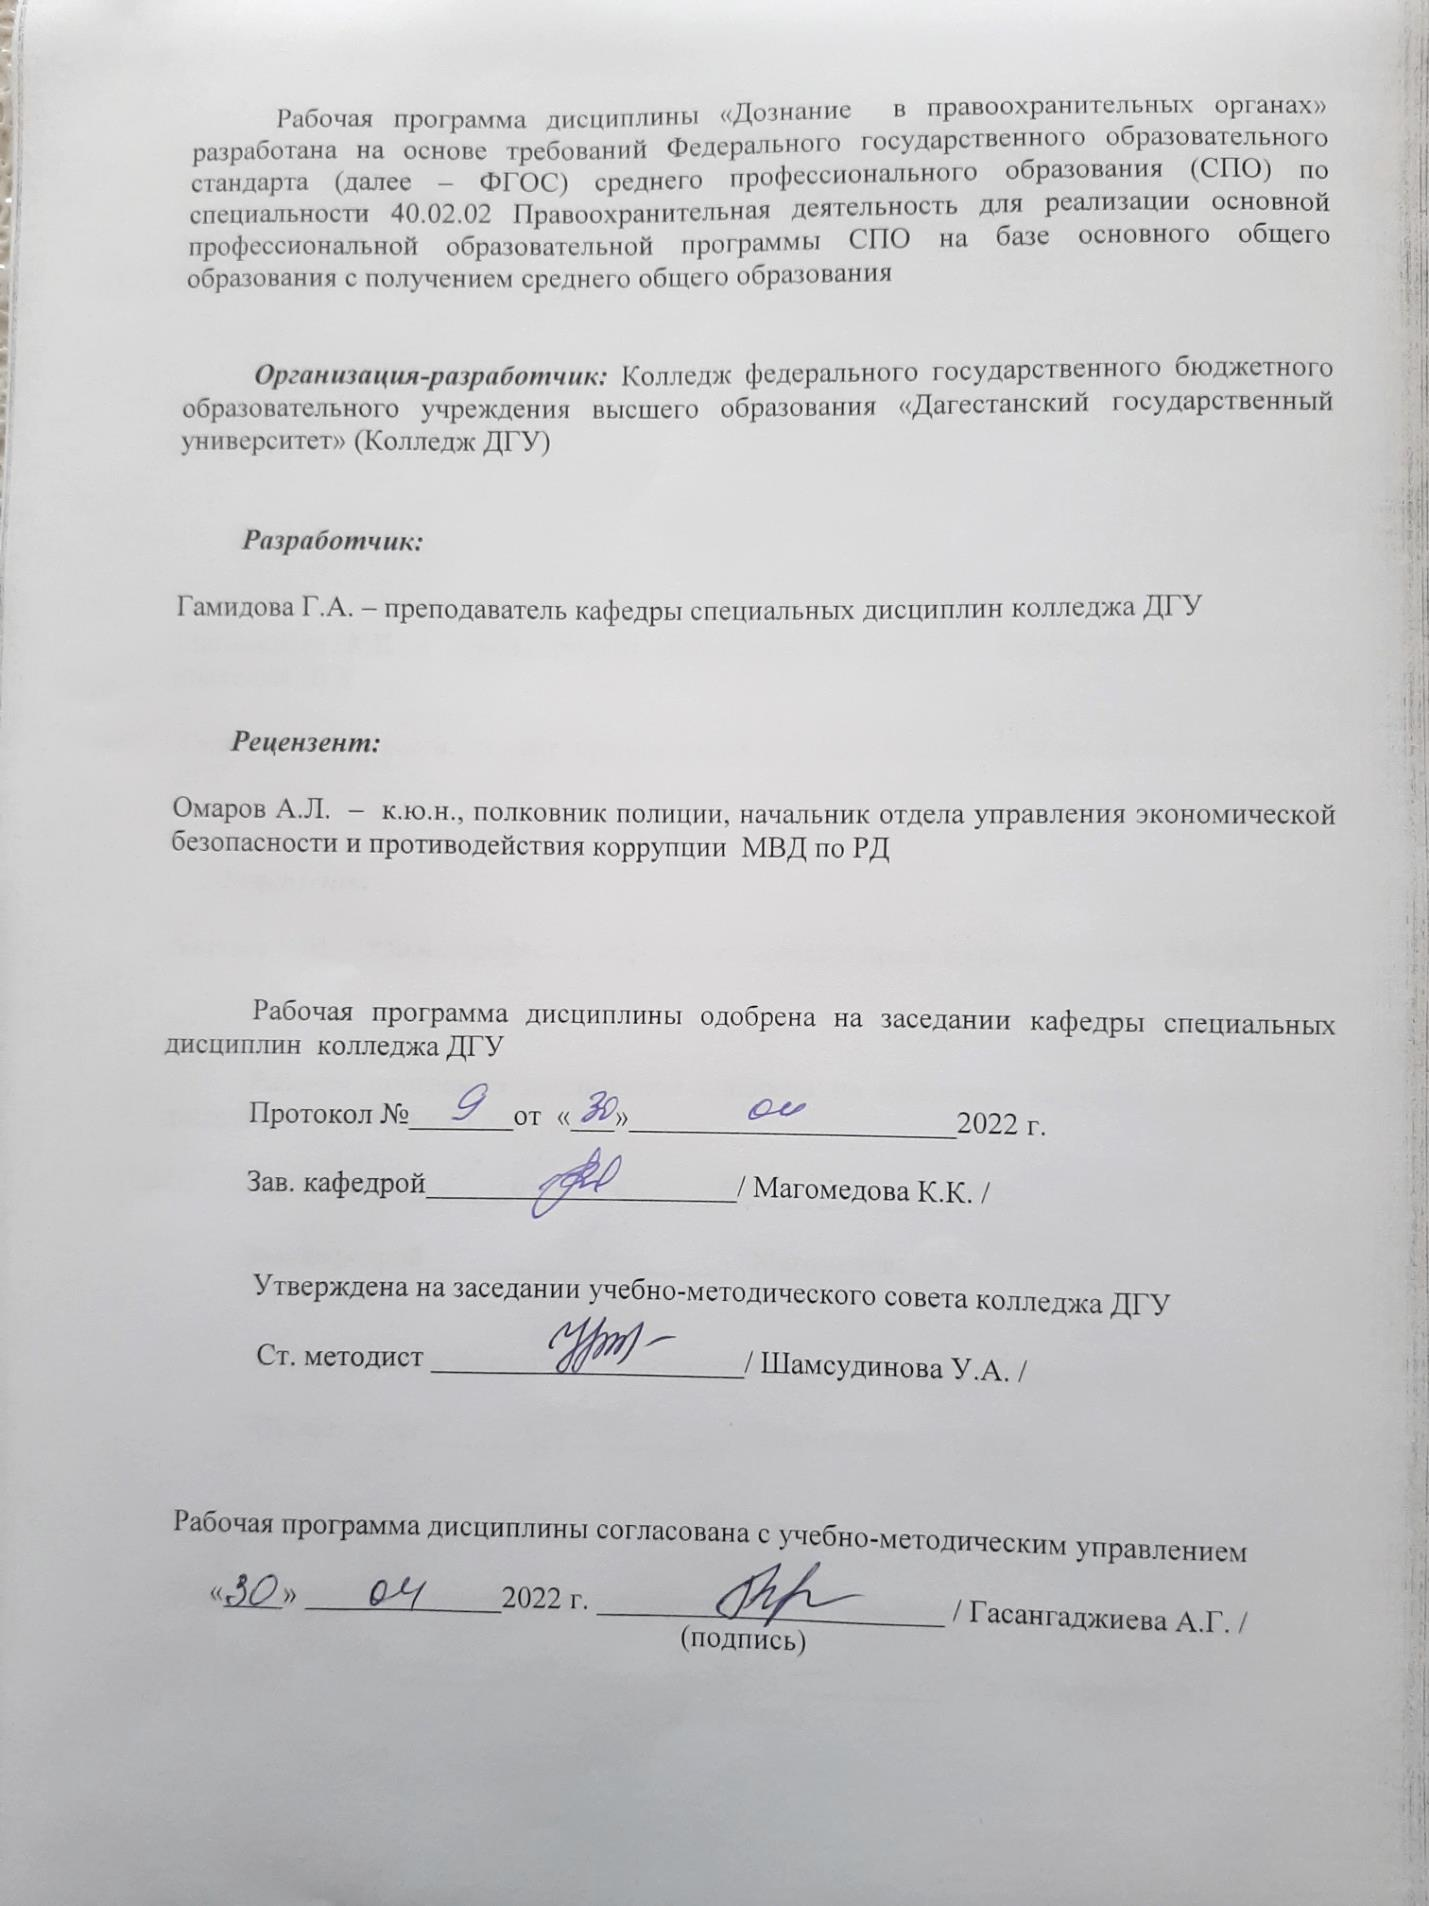 Рабочая программа дисциплины «Дознание в правоохранительных органах»
разработана на основе требований Федерального государственного образовательного
стандарта (далее – ФГОС) среднего профессионального образования (СПО) по
специальности 40.02.02 Правоохранительная деятельность для реализации основной
профессиональной образовательной программы СПО на базе основного общего
образования с получением среднего общего образования
Организация-разработчик: Колледж федерального государственного бюджетного
образовательного учреждения высшего образования «Дагестанский государственный
университет» (Колледж ДГУ)
Разработчик:
Гамидова Г.А. – преподаватель кафедры специальных дисциплин колледжа ДГУ
Рецензент:
Омаров А.Л. – к.ю.н., полковник полиции, начальник отдела управления экономической
безопасности и противодействия коррупции МВД по РД
Рабочая программа дисциплины одобрена на заседании кафедры специальных
дисциплин колледжа ДГУ
Протокол № 9 от «30» 04 2022 г.
Зав. кафедрой / Магомедова К.К. /
Утверждена на заседании учебно-методического совета колледжа ДГУ
Ст. методист / Шамсудинова У.А. /
Рабочая программа дисциплины согласована с учебно-методическим управлением
«30» 04 2022 г. / Гасангаджиева А.Г. /
(подпись)